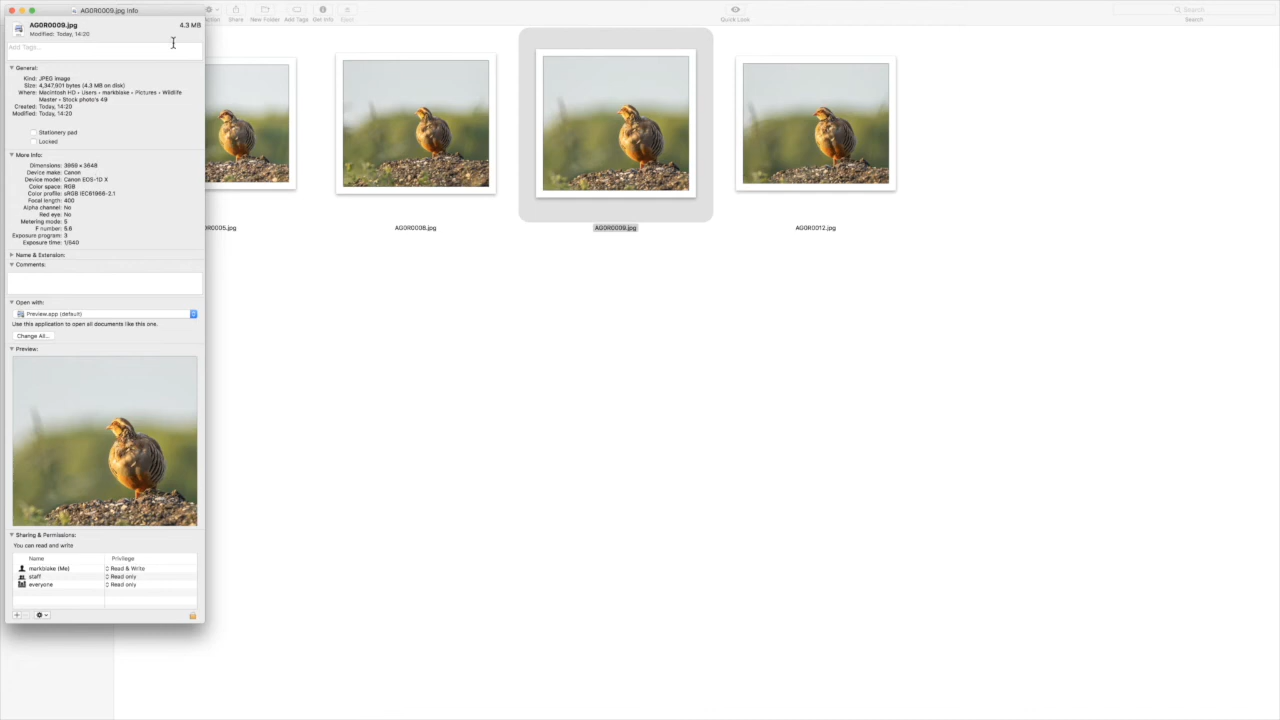 AG0R0009.jpg Info
AG0R0009.jpg 4.3 MB
Modified: Today, 14:20
Add Tags...
General:
Kind: JPEG image
Size: 4,347,901 bytes (4.3 MB on disk)
Where: Macintosh HD • Users • markblake • Pictures • Wildlife
Master • Stock photo's 49
Created: Today, 14:20
Modified: Today, 14:20
Stationery pad
Locked
More Info:
Dimensions: 3966 × 3648
Device make: Canon
Device model: Canon EOS-1D X
Color space: RGB
Color profile: sRGB IEC61966-2.1
Focal length: 400
Alpha channel: No
Red eye: No
Metering mode: 5
F number: 5.6
Exposure program: 3
Exposure time: 1/640
Name & Extension:
Comments:
Open with:
Preview.app (default)
Use this application to open all documents like this one.
Change All...
Preview:
Sharing & Permissions:
You can read and write
Name Privilege
markblake (Me) Read & Write
staff Read only
everyone Read only
Action Share New Folder Add Tags Get Info Eject Quick Look Search
Search
0R0005.jpg AG0R0008.jpg AG0R0009.jpg AG0R0012.jpg